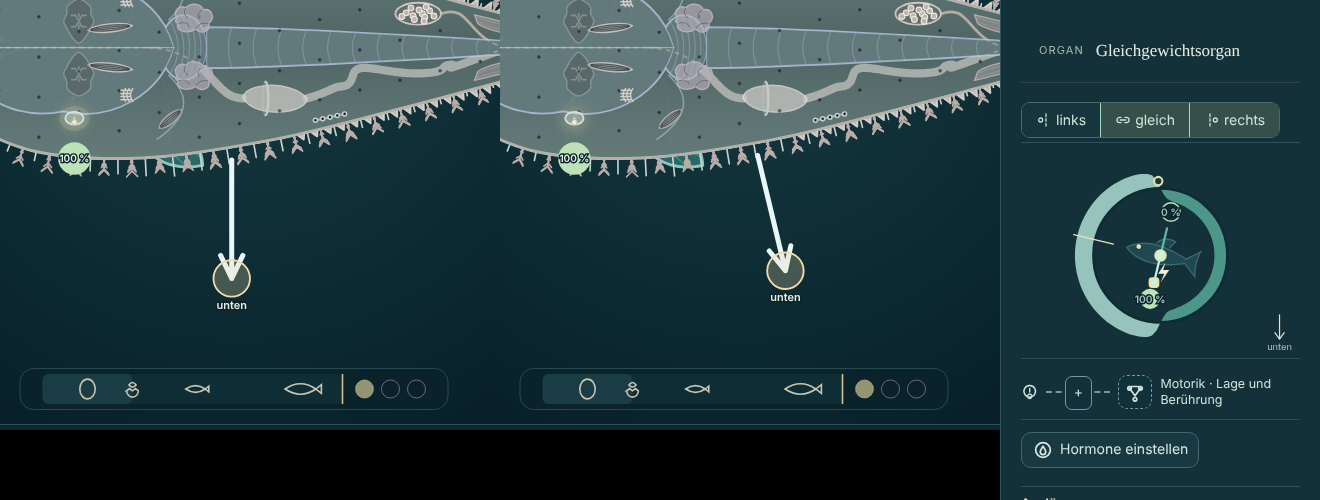 ORGAN Gleichgewichtsorgan
links gleich rechts
100 %
100 %
0 %
100 %
unten
unten
unten
Motorik · Lage und
Berührung
+
Hormone einstellen